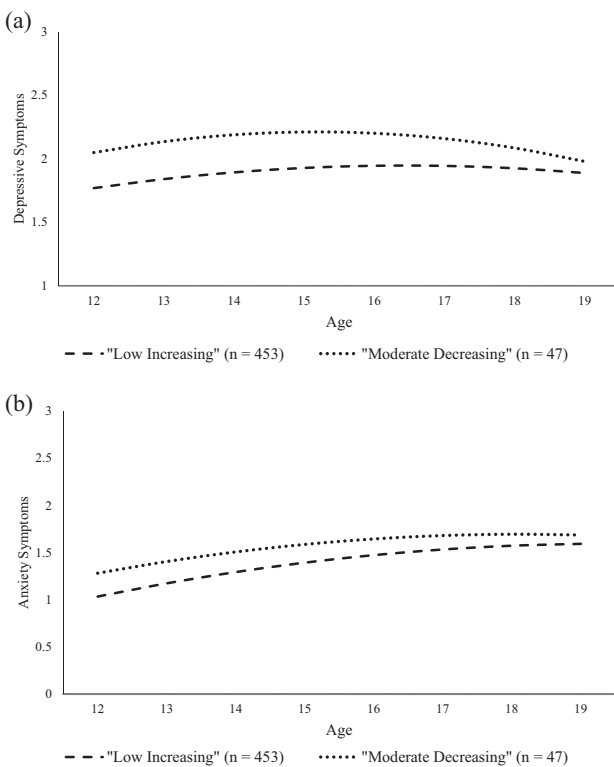 (a)
3
2.5
2
1.5
1
Depressive Symptoms
12 13 14 15 16 17 18 19
Age
"Low Increasing" (n = 453) "Moderate Decreasing" (n = 47)
(b)
3
2.5
2
1.5
1
0.5
0
Anxiety Symptoms
12 13 14 15 16 17 18 19
Age
"Low Increasing" (n = 453) "Moderate Decreasing" (n = 47)